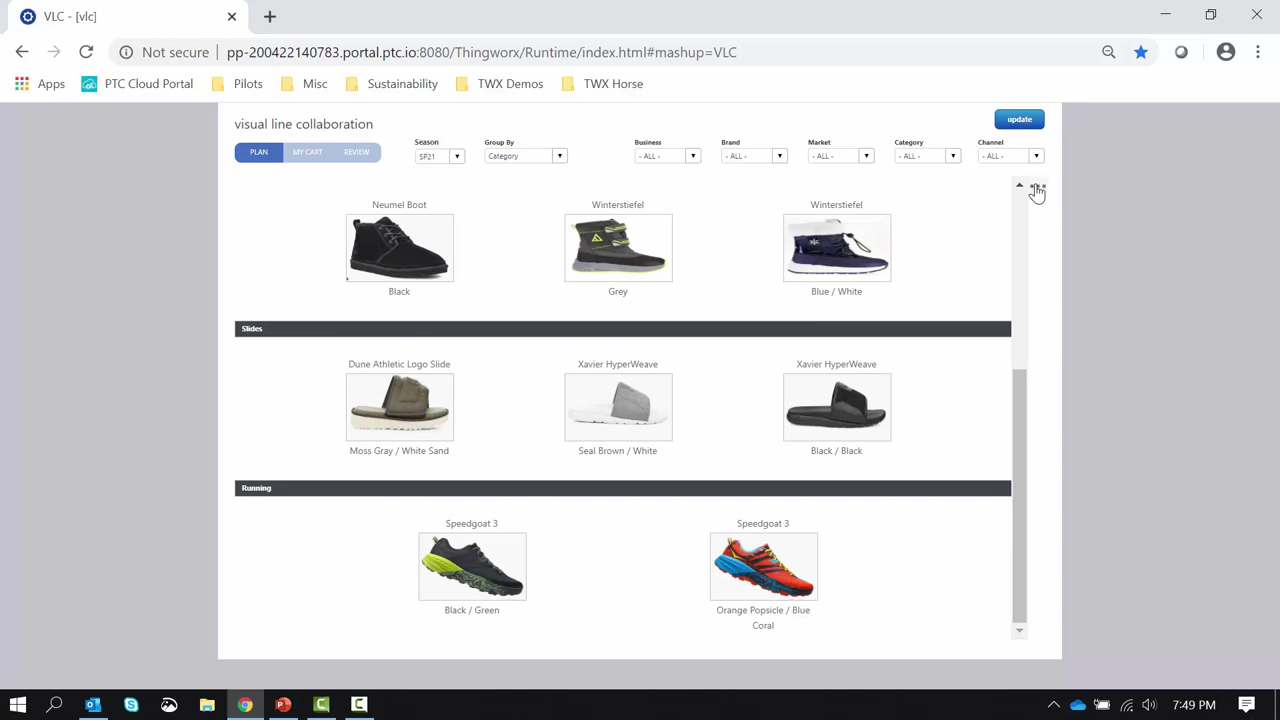 VLC - [vlc]
Not secure
pp-200422140783.portal.ptc.io:8080/Thingworx/Runtime/index.html#mashup=VLC
Apps
PTC Cloud Portal
Pilots
Misc
Sustainability
TWX Demos
TWX Horse
visual line collaboration
update
PLAN
MY CART
REVIEW
Season
SP21
Group By
Category
Business
- ALL -
Brand
- ALL -
Market
- ALL -
Category
- ALL -
Channel
- ALL -
Neumel Boot
Winterstiefel
Winterstiefel
Black
Grey
Blue / White
Slides
Dune Athletic Logo Slide
Xavier HyperWeave
Xavier HyperWeave
Moss Gray / White Sand
Seal Brown / White
Black / Black
Running
Speedgoat 3
Speedgoat 3
Black / Green
Orange Popsicle / Blue
Coral
7:49 PM